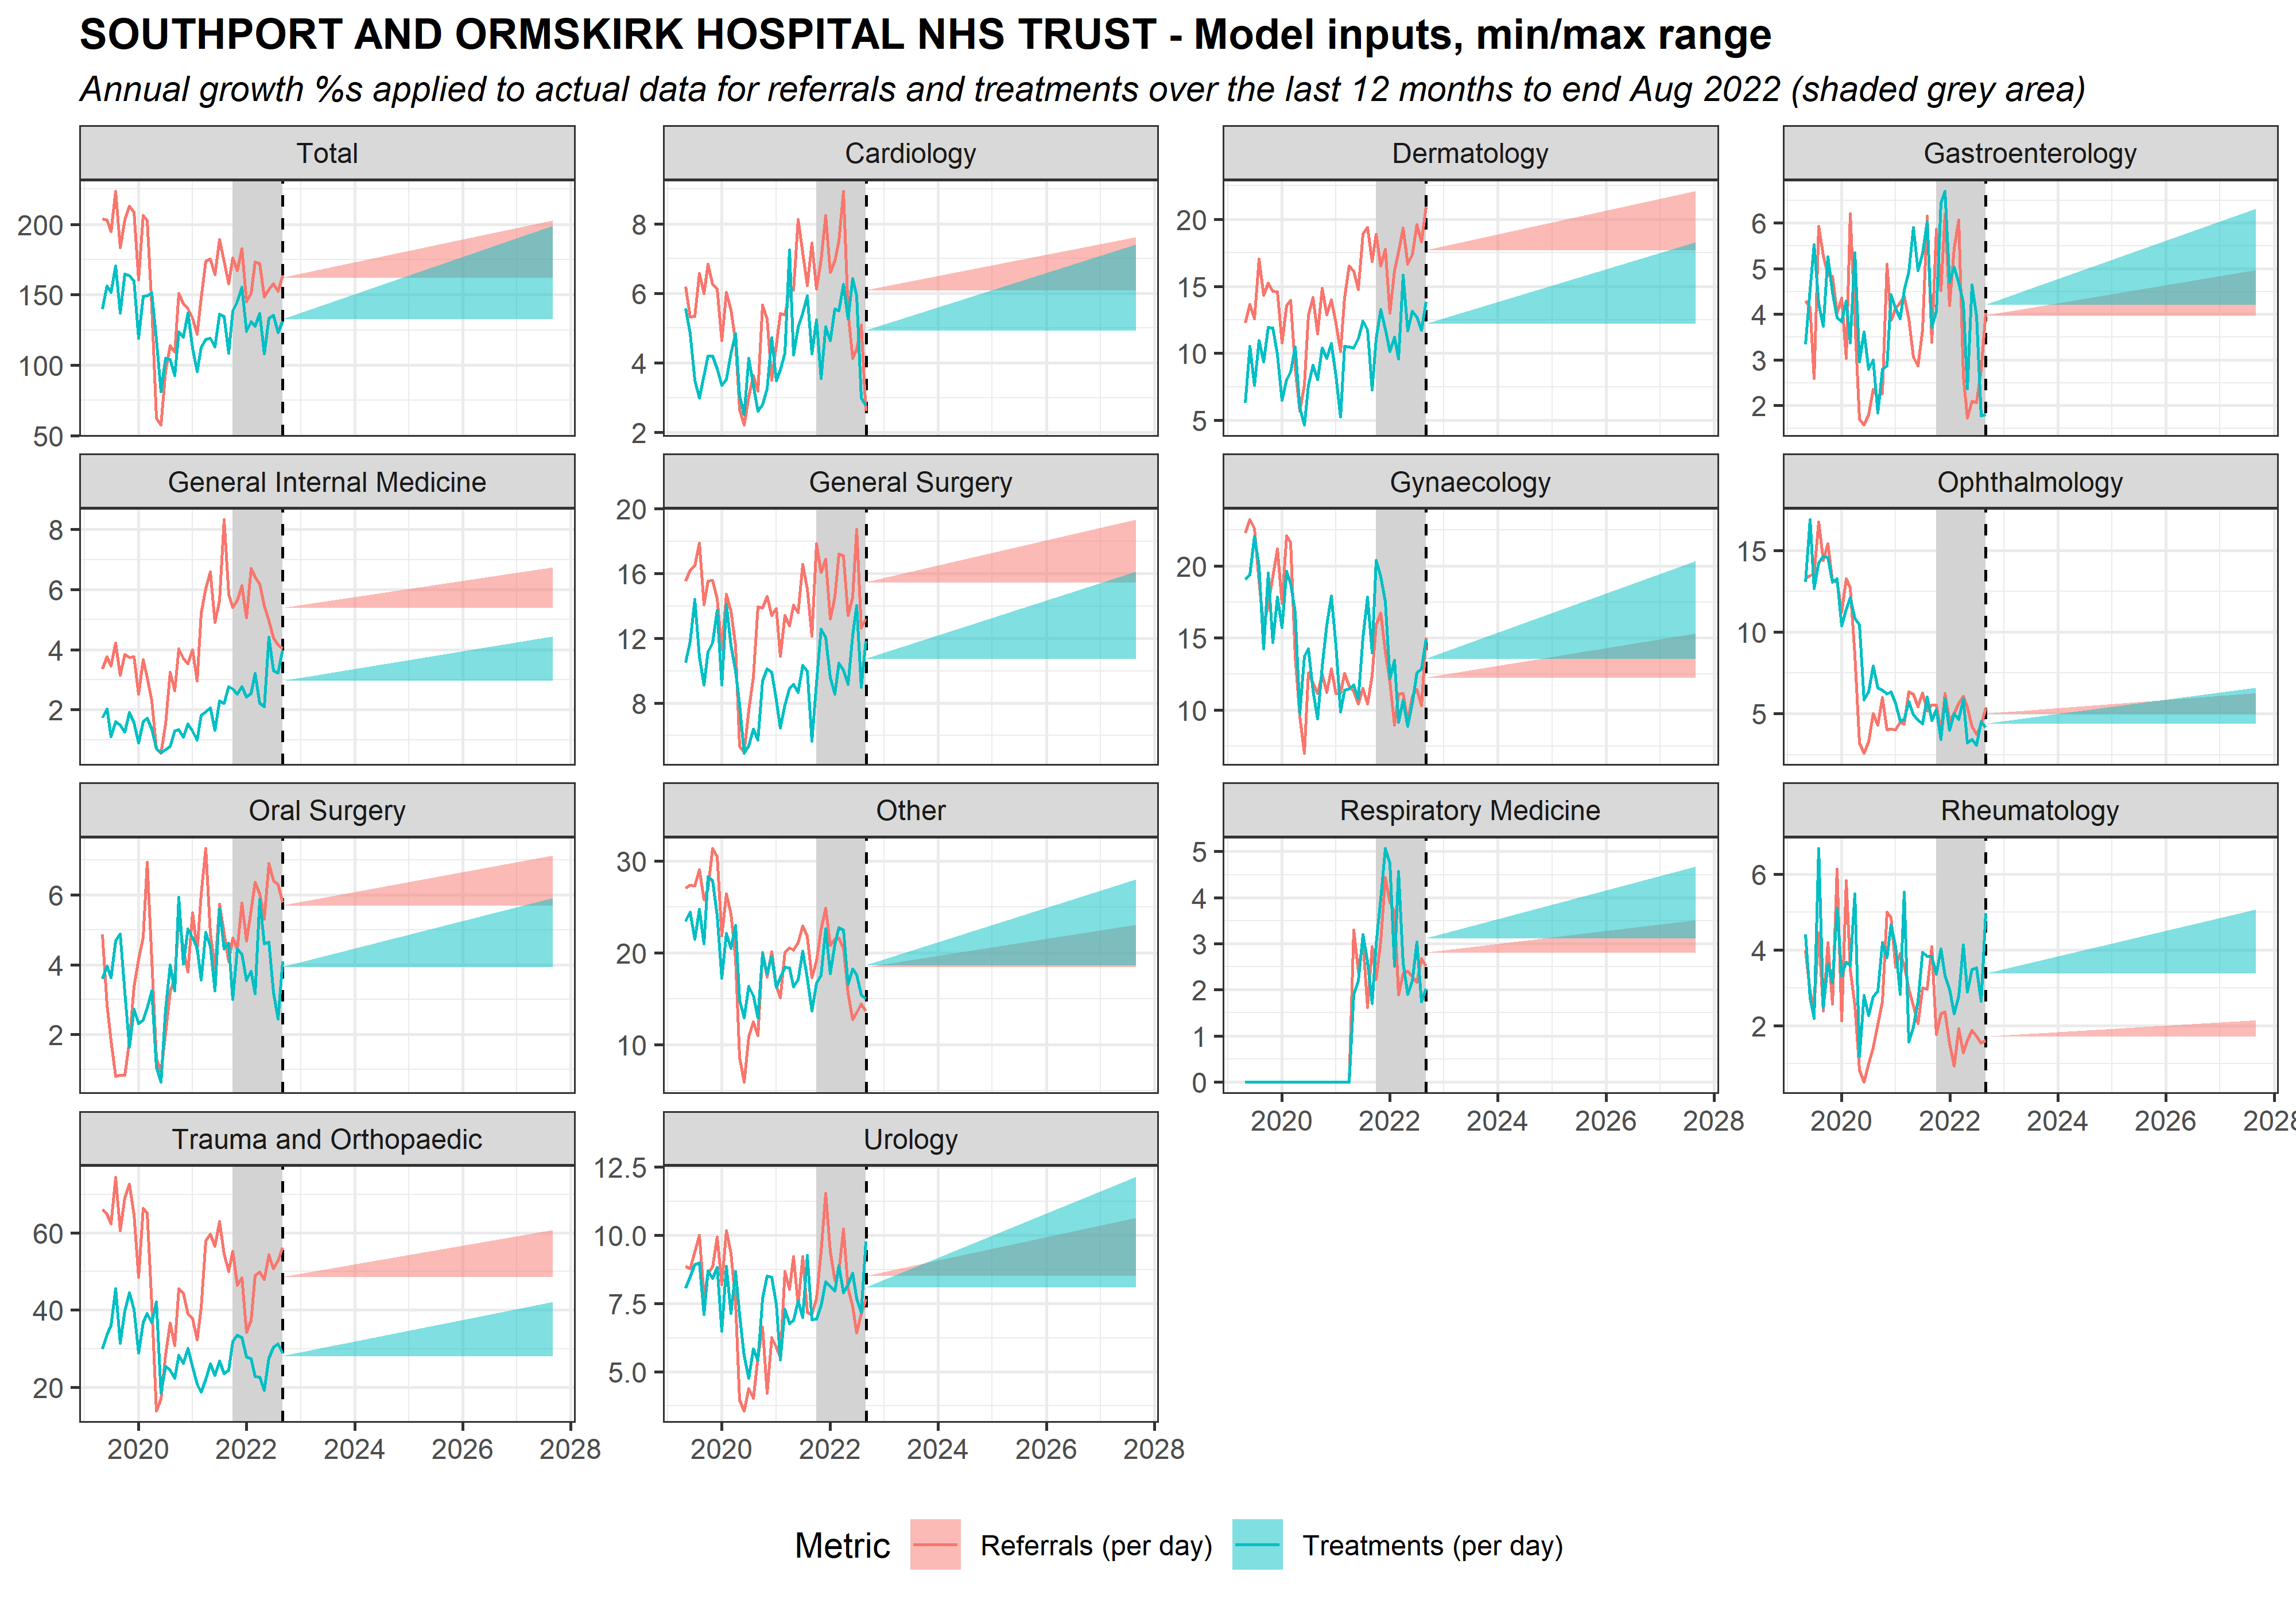 SOUTHPORT AND ORMSKIRK HOSPITAL NHS TRUST - Model inputs, min/max range
Annual growth %s applied to actual data for referrals and treatments over the last 12 months to end Aug 2022 (shaded grey area)
Total
Cardiology
Dermatology
Gastroenterology
200
150
100
50
8
6
4
2
20
15
10
5
6
5
4
3
2
General Internal Medicine
General Surgery
Gynaecology
Ophthalmology
8
6
4
2
20
16
12
8
20
15
10
15
10
5
Oral Surgery
Other
Respiratory Medicine
Rheumatology
6
4
2
30
20
10
5
4
3
2
1
0
6
4
2
2020 2022 2024 2026 2028
2020 2022 2024 2026 2028
Trauma and Orthopaedic
Urology
60
40
20
12.5
10.0
7.5
5.0
2020 2022 2024 2026 2028
2020 2022 2024 2026 2028
Metric Referrals (per day) Treatments (per day)